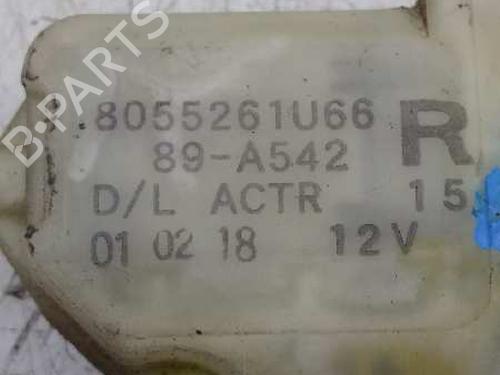 8055261U66
89-A542 R
D/L ACTR 15
01 02 18 12V
B-PARTS